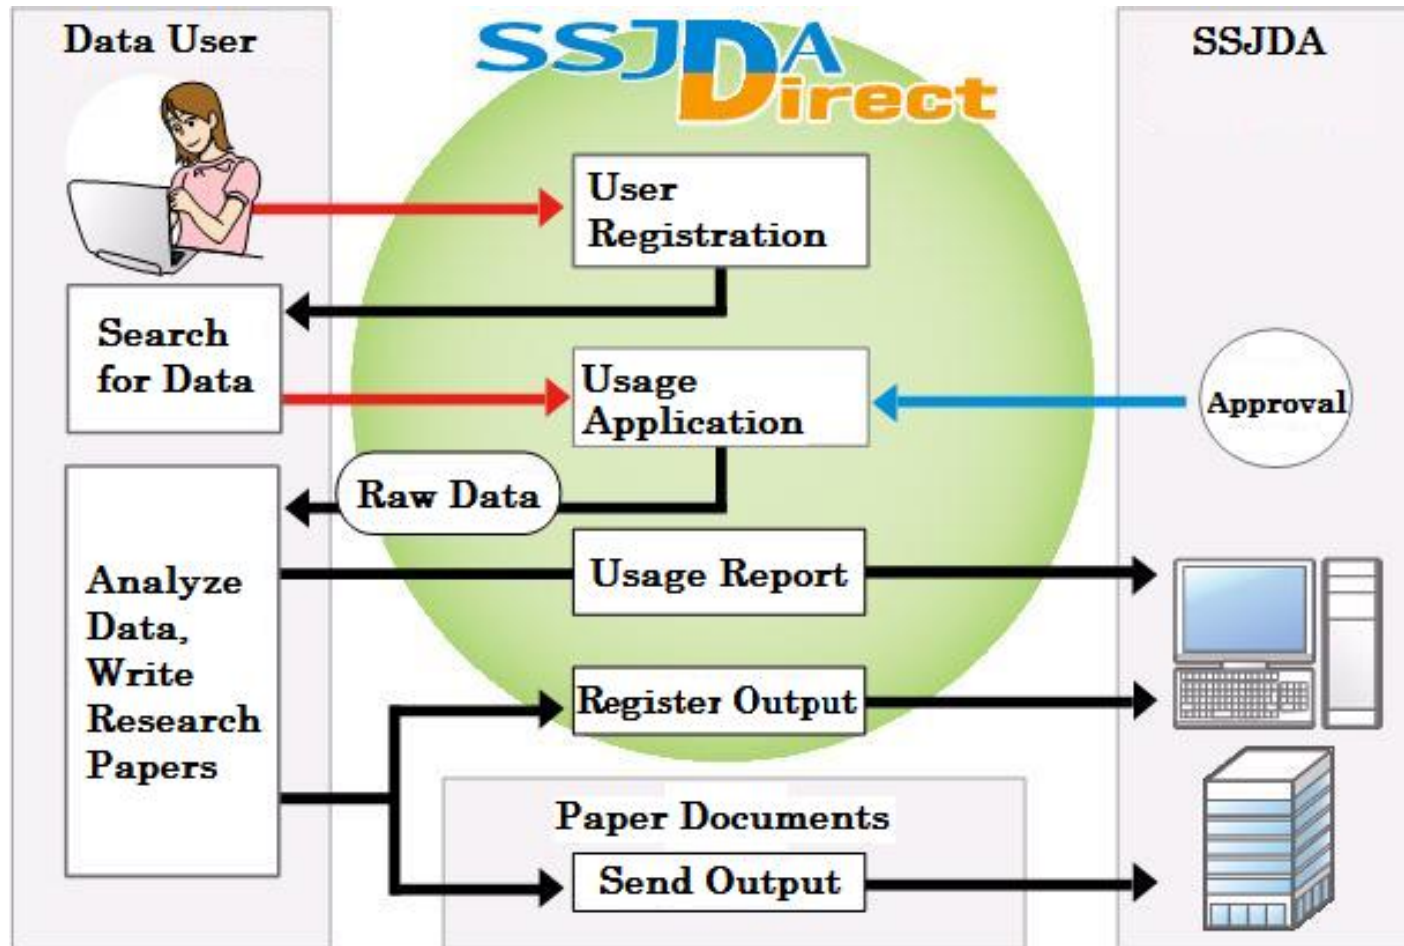 Data User
SSJDA
Direct
SSJDA
User
Registration
Search
for Data
Usage
Application
Approval
Raw Data
Analyze
Data,
Write
Research
Papers
Usage Report
Register Output
Paper Documents
Send Output